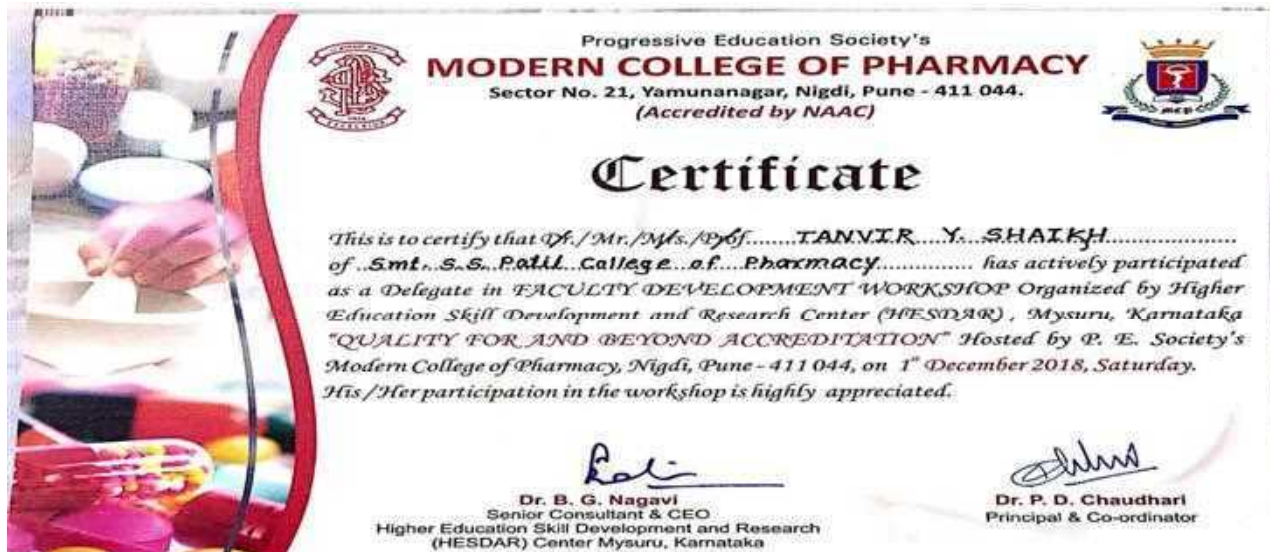 Progressive Education Society's
MODERN COLLEGE OF PHARMACY
Sector No. 21, Yamunanagar, Nigdi, Pune - 411 044.
(Accredited by NAAC)
mcp
Certificate
This is to certify that Dr./Mr./M/s./Prof......TANVIR Y. SHAIKH..................
of ..Smt. S.S. Patil College of Pharmacy............... has actively participated
as a Delegate in FACULTY DEVELOPMENT WORKSHOP Organized by Higher
Education Skill Development and Research Center (HESDAR) , Mysuru, Karnataka
"QUALITY FOR AND BEYOND ACCREDITATION" Hosted by P. E. Society's
Modern College of Pharmacy, Nigdi, Pune - 411 044, on 1st December 2018, Saturday.
His/Her participation in the workshop is highly appreciated.
Dr. B. G. Nagavi
Senior Consultant & CEO
Higher Education Skill Development and Research
(HESDAR) Center Mysuru, Karnataka
Dr. P. D. Chaudhari
Principal & Co-ordinator